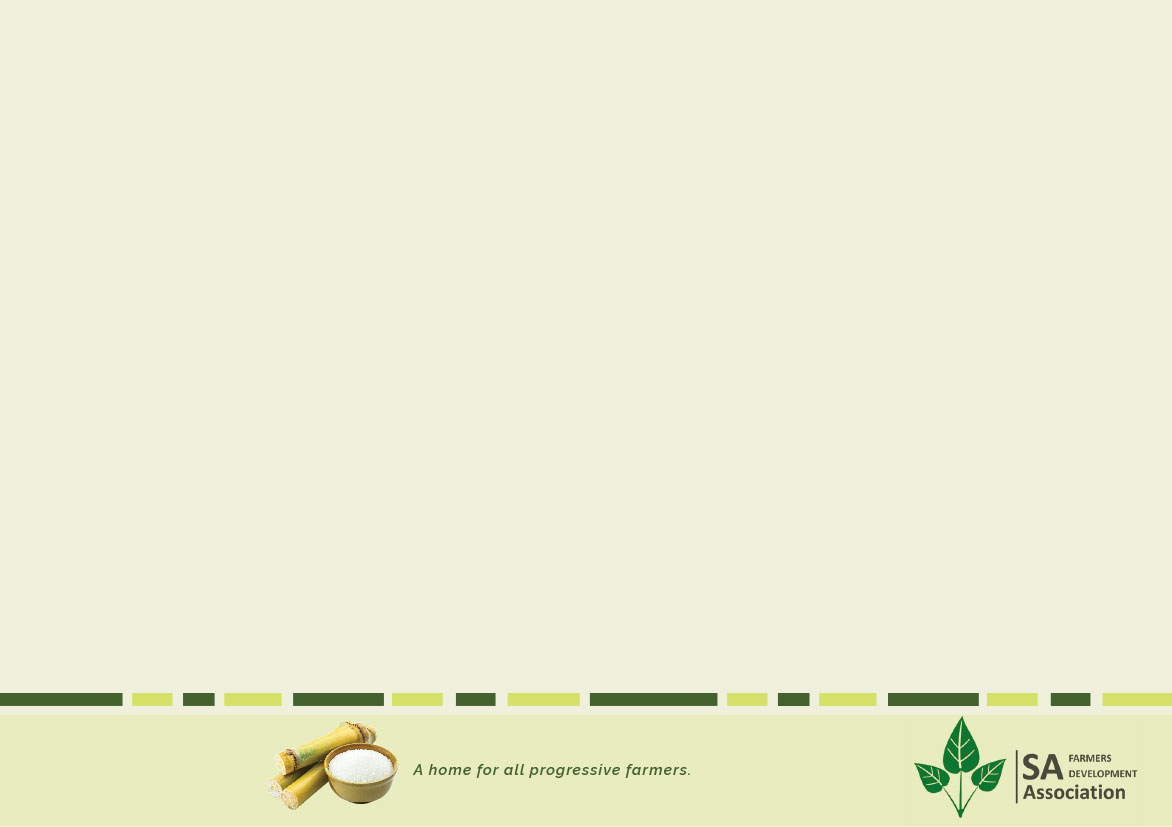 A home for all progressive farmers.
SA FARMERS
DEVELOPMENT
Association